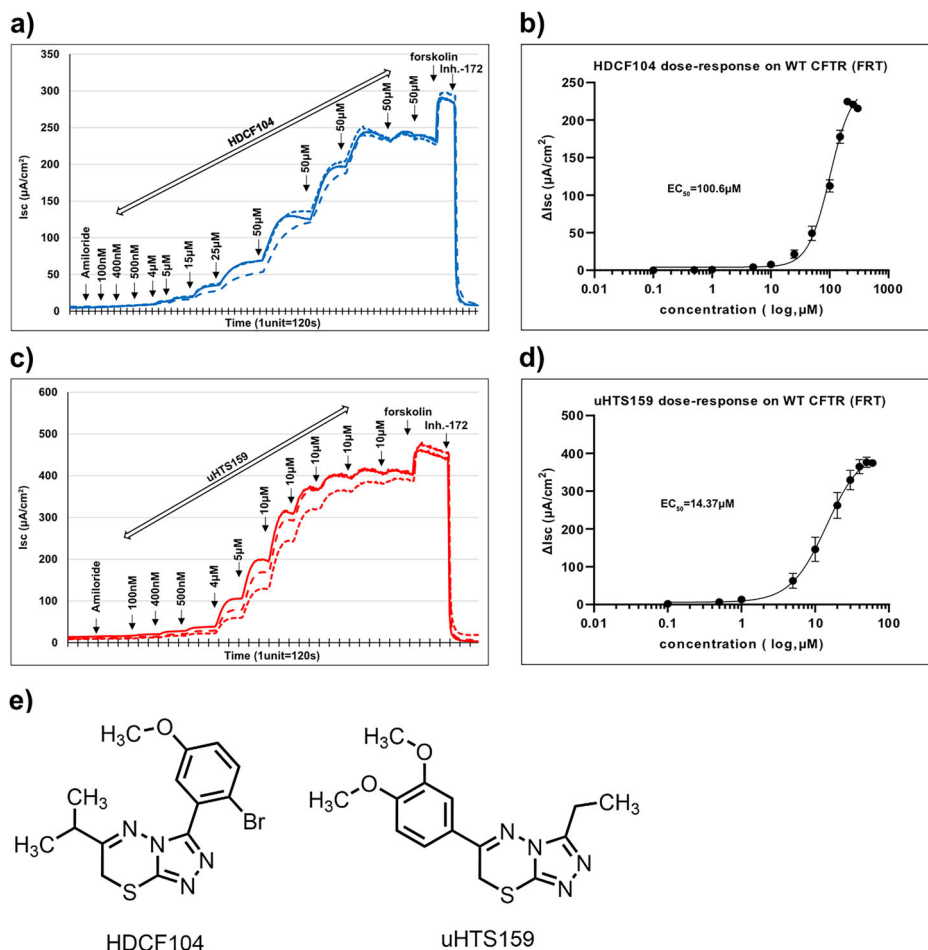 a)
350
300
250
200
150
100
50
0
Isc (µA/cm²)
Time (1unit=120s)
HDCF104
Amiloride
100nM
400nM
500nM
4µM
5µM
15µM
25µM
50µM
50µM
50µM
50µM
50µM
forskolin
Inh.-172
b)
HDCF104 dose-response on WT CFTR (FRT)
250
200
150
100
50
0
ΔIsc (µA/cm²)
EC₅₀=100.6µM
0.01
0.1
1
10
100
1000
concentration ( log,µM)
c)
600
500
400
300
200
100
0
Isc (µA/cm²)
Time (1unit=120s)
uHTS159
Amiloride
100nM
400nM
500nM
4µM
5µM
10µM
10µM
10µM
10µM
10µM
forskolin
Inh.-172
d)
uHTS159 dose-response on WT CFTR (FRT)
500
400
300
200
100
0
ΔIsc (µA/cm²)
EC₅₀=14.37µM
0.01
0.1
1
10
100
concentration ( log,µM)
e)
H₃C
O
CH₃
H₃C
N
N
Br
N
N
S
HDCF104
H₃C
O
O
H₃C
CH₃
N
N
N
N
S
uHTS159